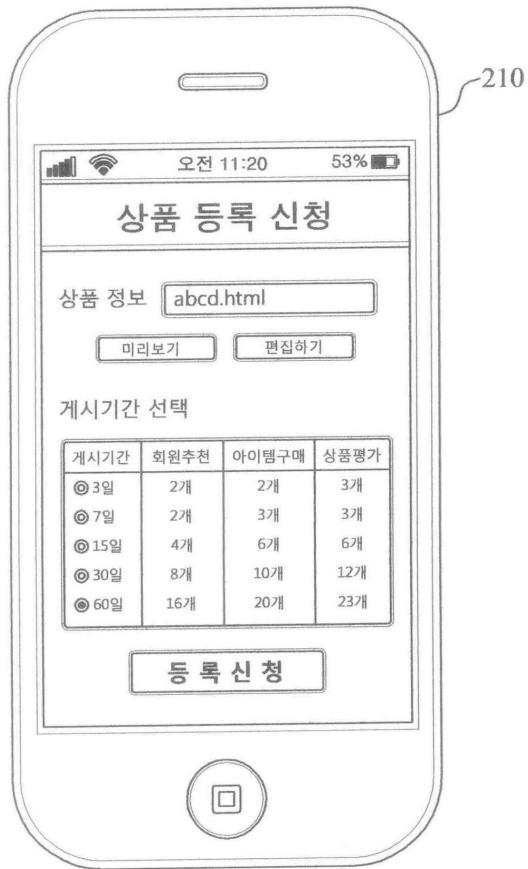 210
오전 11:20 53%
상품 등록 신청
상품 정보 abcd.html
미리보기 편집하기
게시기간 선택
게시기간 회원추천 아이템구매 상품평가
3일 2개 2개 3개
7일 2개 3개 3개
15일 4개 6개 6개
30일 8개 10개 12개
60일 16개 20개 23개
등록신청